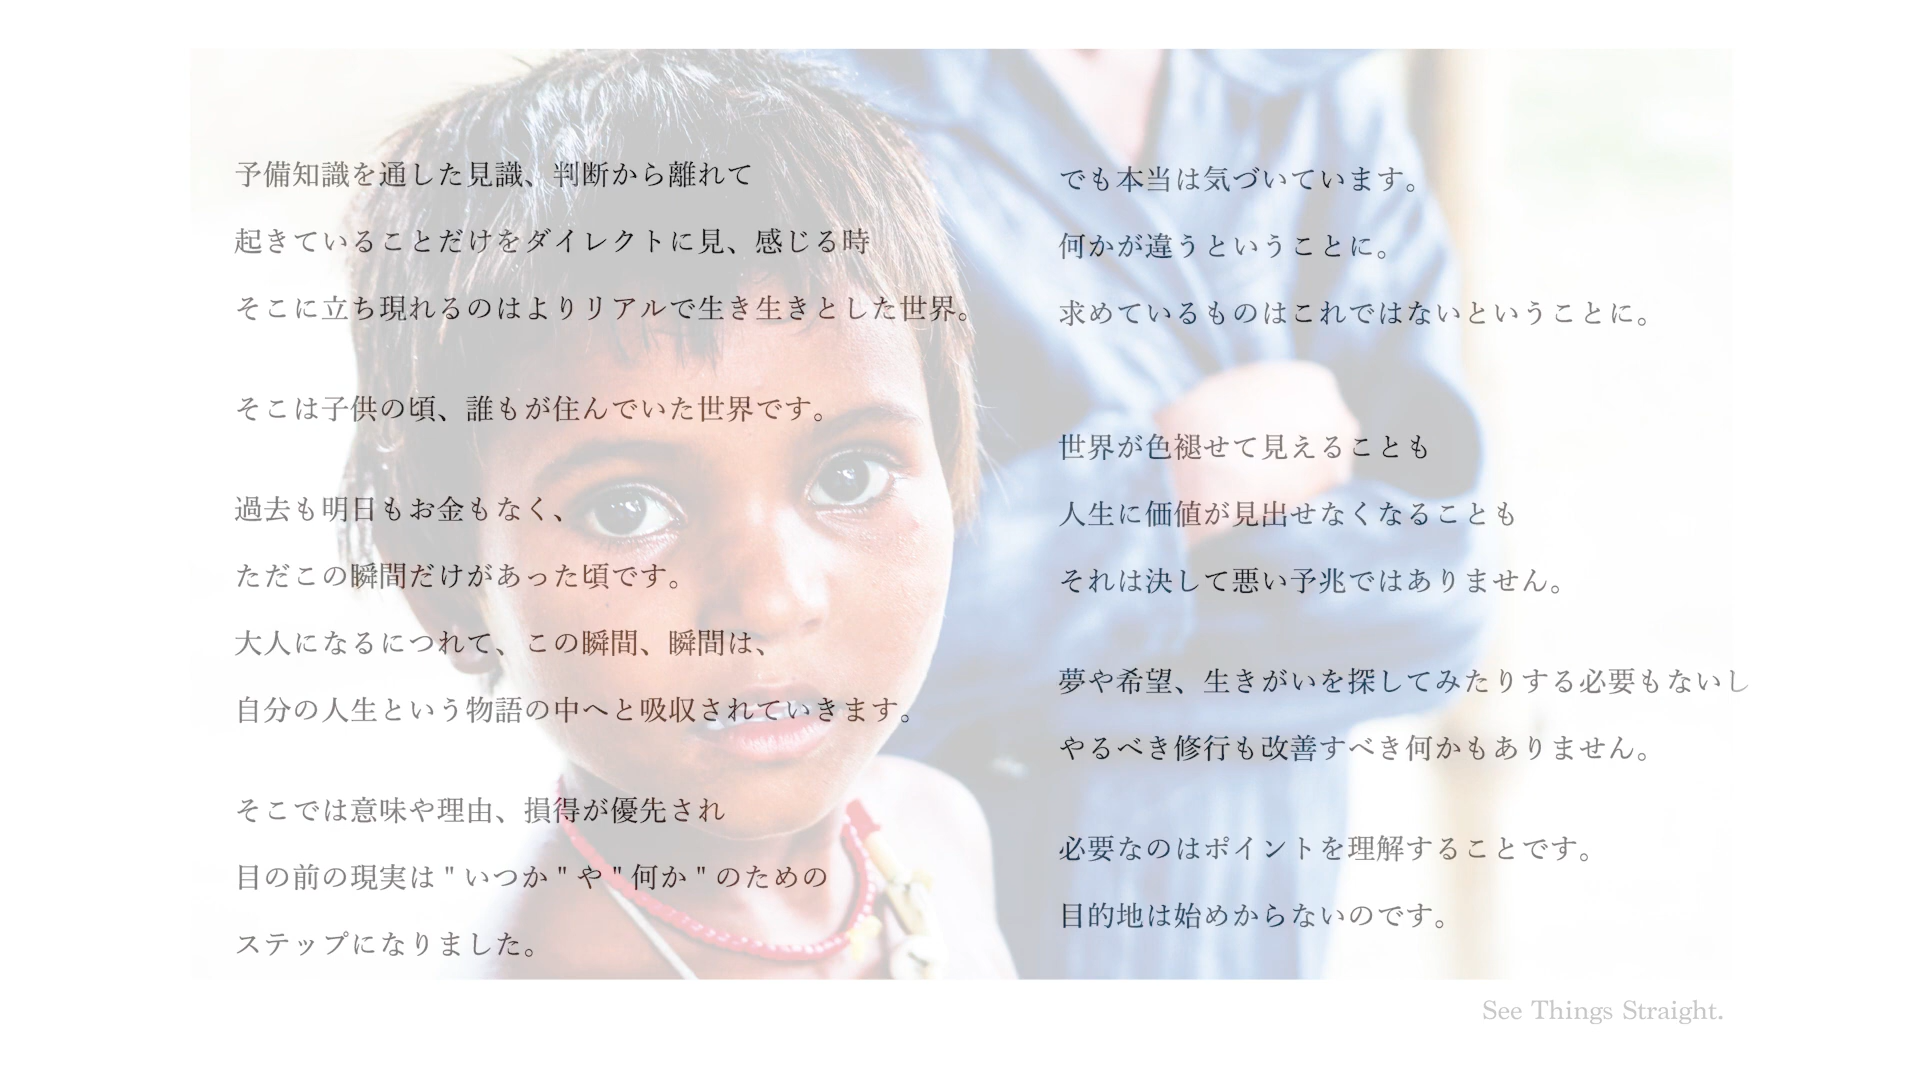 予備知識を通した見識、判断から離れて
起きていることだけをダイレクトに見、感じる時
そこに立ち現れるのはよりリアルで生き生きとした世界。
そこは子供の頃、誰もが住んでいた世界です。
過去も明日もお金もなく、
ただこの瞬間だけがあった頃です。
大人になるにつれて、この瞬間、瞬間は、
自分の人生という物語の中へと吸収されていきます。
そこでは意味や理由、損得が優先され
目の前の現実は"いつか"や"何か"のための
ステップになりました。
でも本当は気づいています。
何かが違うということに。
求めているものはこれではないということに。
世界が色褪せて見えることも
人生に価値が見出せなくなることも
それは決して悪い予兆ではありません。
夢や希望、生きがいを探してみたりする必要もないし
やるべき修行も改善すべき何かもありません。
必要なのはポイントを理解することです。
目的地は始めからないのです。
See Things Straight.